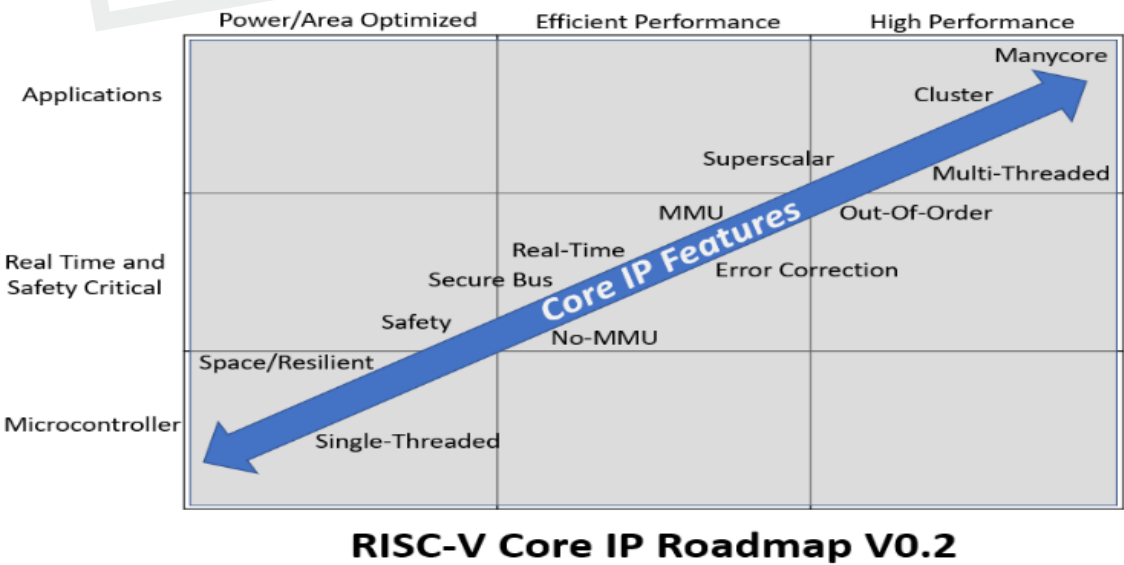 Power/Area Optimized
Efficient Performance
High Performance
Manycore
Applications
Cluster
Superscalar
Multi-Threaded
MMU
Out-Of-Order
Real-Time
Real Time and
Safety Critical
Error Correction
Secure Bus
Core IP Features
Safety
No-MMU
Space/Resilient
Microcontroller
Single-Threaded
RISC-V Core IP Roadmap V0.2